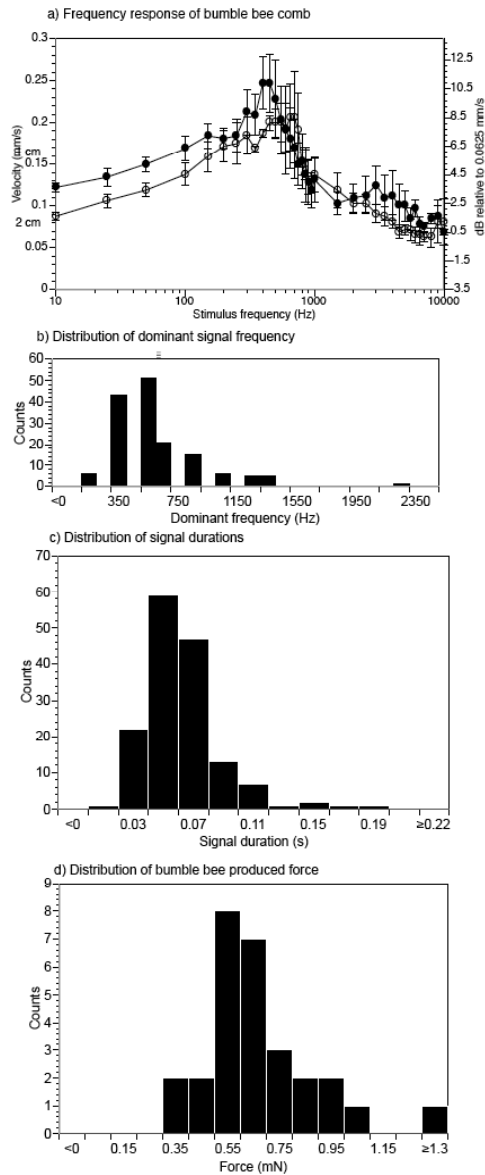 a) Frequency response of bumble bee comb
0.3
0.25
0.2
0.15
cm
0.1
2 cm
0.05
0
Velocity (mm/s)
12.5
10.5
8.5
6.5
4.5
2.5
0.5
-1.5
-3.5
dB relative to 0.0625 mm/s
10 100 1000 10000
Stimulus frequency (Hz)
b) Distribution of dominant signal frequency
60
50
40
30
20
10
0
Counts
<0 350 750 1150 1550 1950 2350
Dominant frequency (Hz)
c) Distribution of signal durations
70
60
50
40
30
20
10
0
Counts
<0 0.03 0.07 0.11 0.15 0.19 ≥0.22
Signal duration (s)
d) Distribution of bumble bee produced force
9
8
7
6
5
4
3
2
1
0
Counts
<0 0.15 0.35 0.55 0.75 0.95 1.15 ≥1.3
Force (mN)